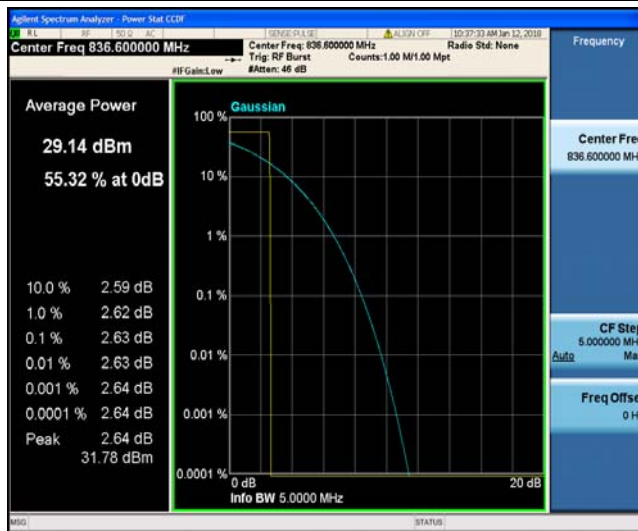 Agilent Spectrum Analyzer - Power Stat CCDF
RL RF 50 Ω AC SENSE:PULSE ALIGN OFF 10:37:33 AM Jan 12, 2018
Center Freq 836.600000 MHz
Center Freq: 836.600000 MHz Radio Std: None
Trig: RF Burst Counts:1.00 M/1.00 Mpt
#IFGain:Low #Atten: 46 dB
Frequency
Average Power
29.14 dBm
55.32 % at 0dB
10.0 % 2.59 dB
1.0 % 2.62 dB
0.1 % 2.63 dB
0.01 % 2.63 dB
0.001 % 2.64 dB
0.0001 % 2.64 dB
Peak 2.64 dB
31.78 dBm
Gaussian
100 %
10 %
1 %
0.1 %
0.01 %
0.001 %
0.0001 %
0 dB 20 dB
Info BW 5.0000 MHz
Center Fre
836.600000 MH
CF Ste
5.000000 MH
Auto Ma
Freq Offse
0 H
MSG STATUS